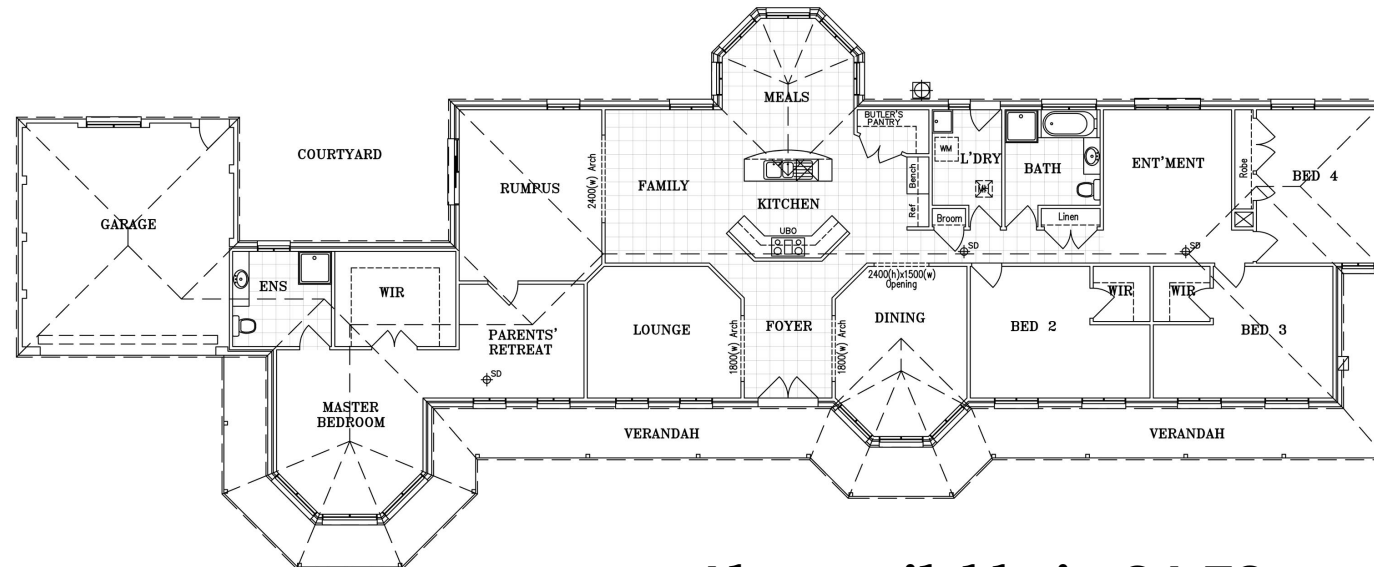 MEALS
BUTLER'S
PANTRY
COURTYARD
WM
L'DRY
BATH
ENT'MENT
Robe
BED 4
RUMPUS
2400(w) Arch
FAMILY
Bench
MH
KITCHEN
Ref
Broom
Linen
GARAGE
UBO
SD
SD
2400(h)x1500(w)
Opening
ENS
WIR
WIR
WIR
LOUNGE
1800(w) Arch
FOYER
1800(w) Arch
DINING
BED 2
BED 3
PARENTS'
RETREAT
SD
MASTER
BEDROOM
VERANDAH
VERANDAH